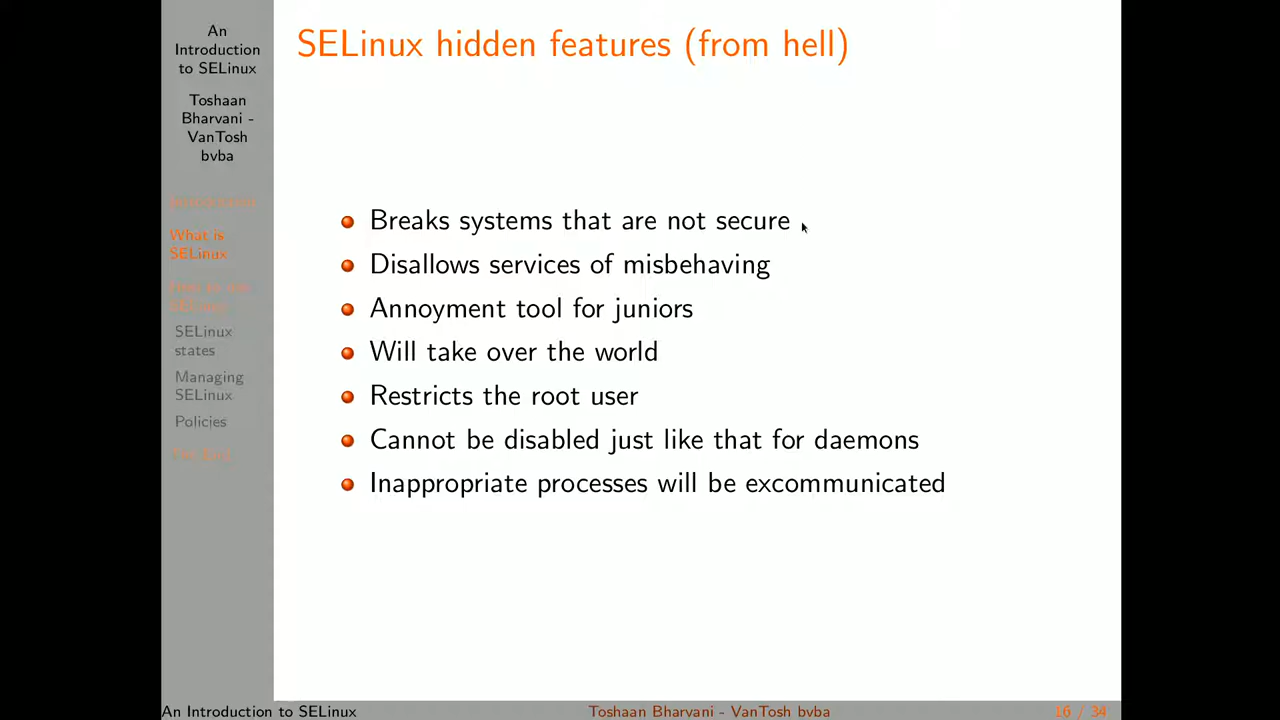 An
Introduction
to SELinux
Toshaan
Bharvani -
VanTosh
bvba
What is
SELinux
SELinux
states
Managing
SELinux
Policies
SELinux hidden features (from hell)
Breaks systems that are not secure
Disallows services of misbehaving
Annoyment tool for juniors
Will take over the world
Restricts the root user
Cannot be disabled just like that for daemons
Inappropriate processes will be excommunicated
An Introduction to SELinux
Toshaan Bharvani - VanTosh bvba
16 / 34